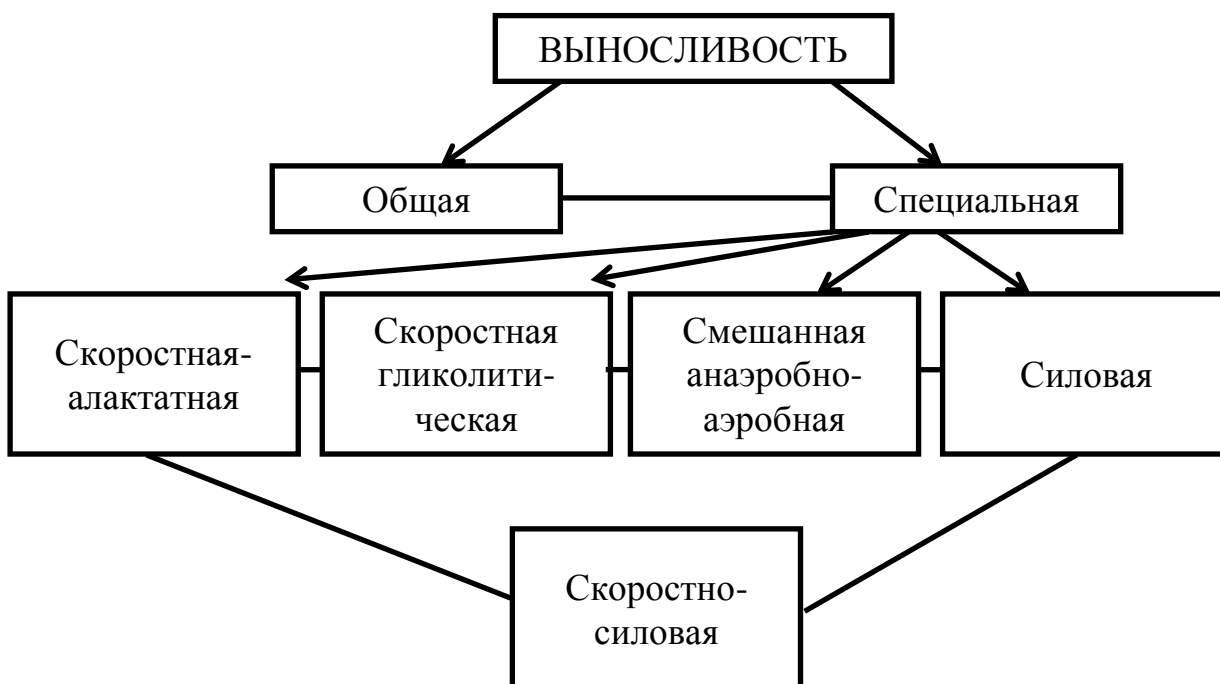 ВЫНОСЛИВОСТЬ
Общая
Специальная
Скоростная-
алактатная
Скоростная
гликолити-
ческая
Смешанная
анаэробно-
аэробная
Силовая
Скоростно-
силовая